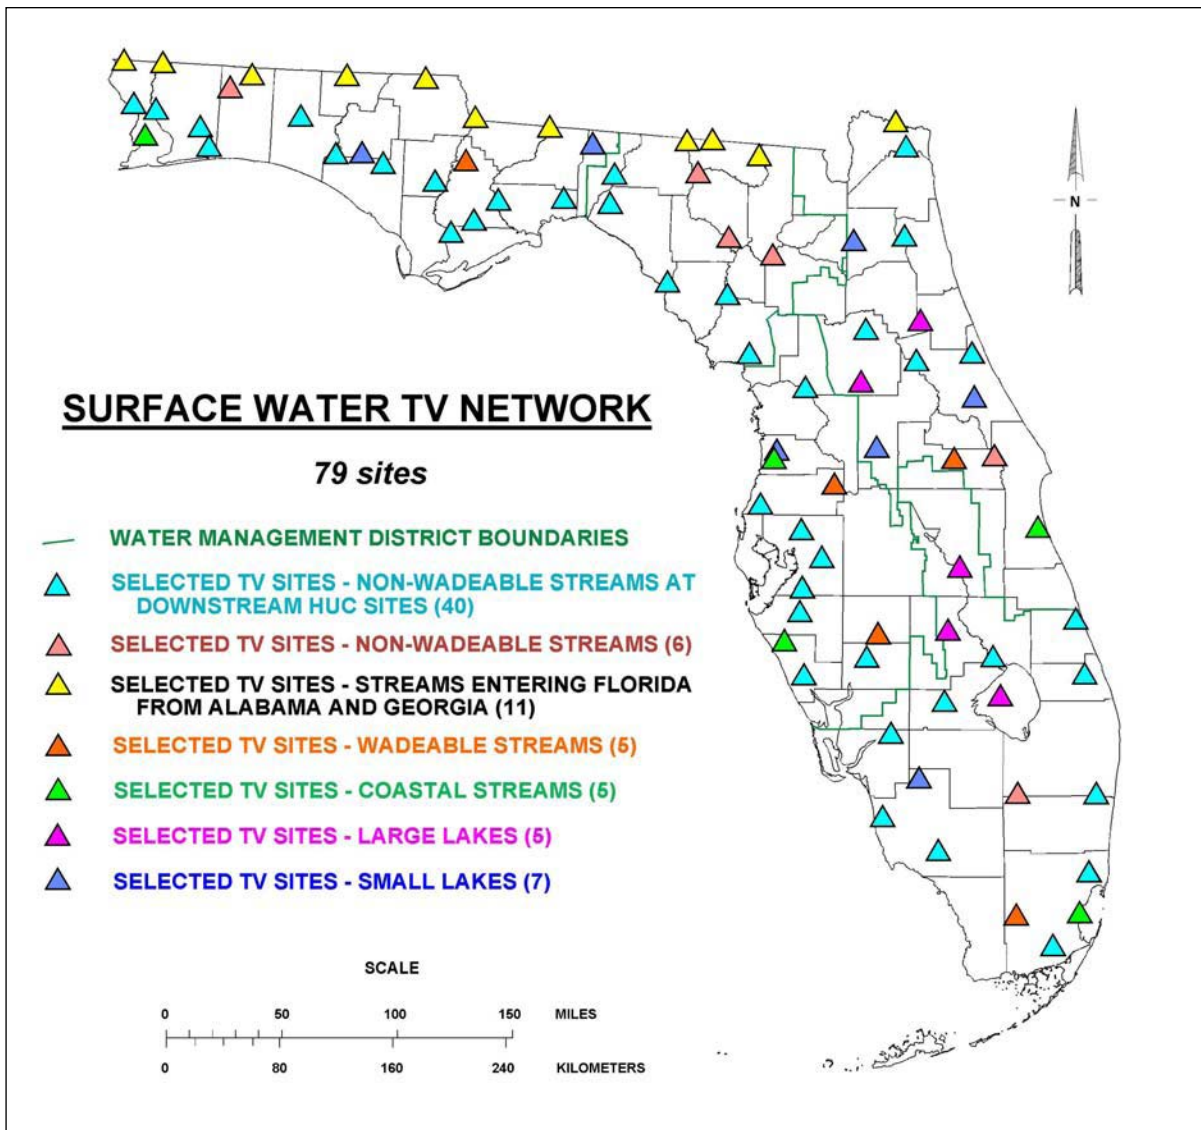 N
SURFACE WATER TV NETWORK
79 sites
WATER MANAGEMENT DISTRICT BOUNDARIES
SELECTED TV SITES - NON-WADEABLE STREAMS AT
DOWNSTREAM HUC SITES (40)
SELECTED TV SITES - NON-WADEABLE STREAMS (6)
SELECTED TV SITES - STREAMS ENTERING FLORIDA
FROM ALABAMA AND GEORGIA (11)
SELECTED TV SITES - WADEABLE STREAMS (5)
SELECTED TV SITES - COASTAL STREAMS (5)
SELECTED TV SITES - LARGE LAKES (5)
SELECTED TV SITES - SMALL LAKES (7)
SCALE
0 50 100 150 MILES
0 80 160 240 KILOMETERS